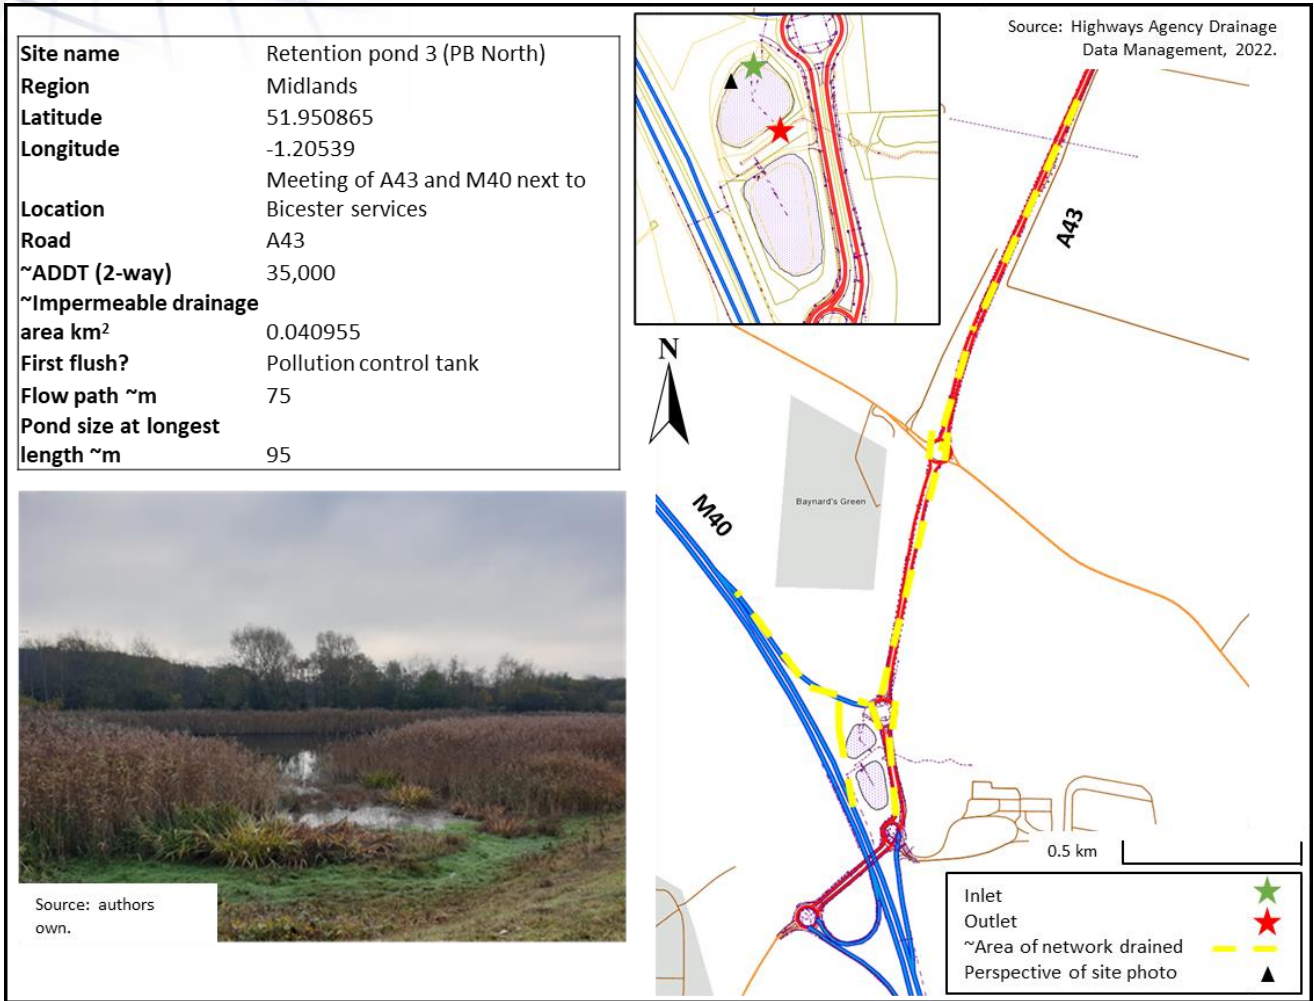 Site name Retention pond 3 (PB North)
Region Midlands
Latitude 51.950865
Longitude -1.20539
Meeting of A43 and M40 next to
Location Bicester services
Road A43
~ADDT (2-way) 35,000
~Impermeable drainage
area km² 0.040955
First flush? Pollution control tank
Flow path ~m 75
Pond size at longest
length ~m 95
Source: authors
own.
Source: Highways Agency Drainage
Data Management, 2022.
A43
N
Baynard's Green
M40
0.5 km
Inlet
Outlet
~Area of network drained
Perspective of site photo